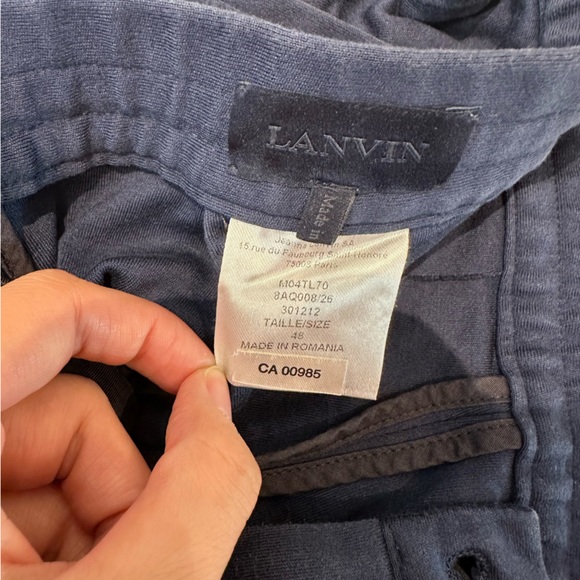 LANVIN
Made in
Jeanne Lanvin SA
15 rue du Faubourg Saint-Honoré
75008 Paris
M04TL70
8AQ008/26
301212
TAILLE/SIZE
48
MADE IN ROMANIA
CA 00985